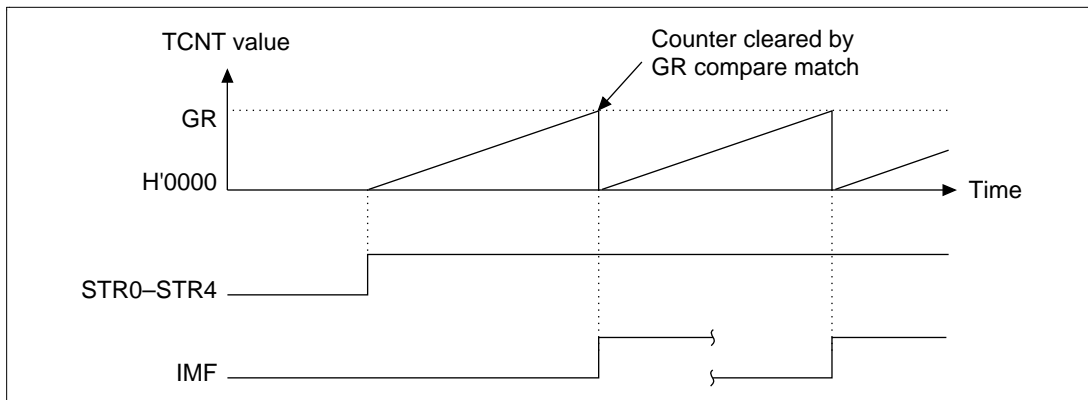 TCNT value
Counter cleared by
GR compare match
GR
H'0000
Time
STR0–STR4
IMF